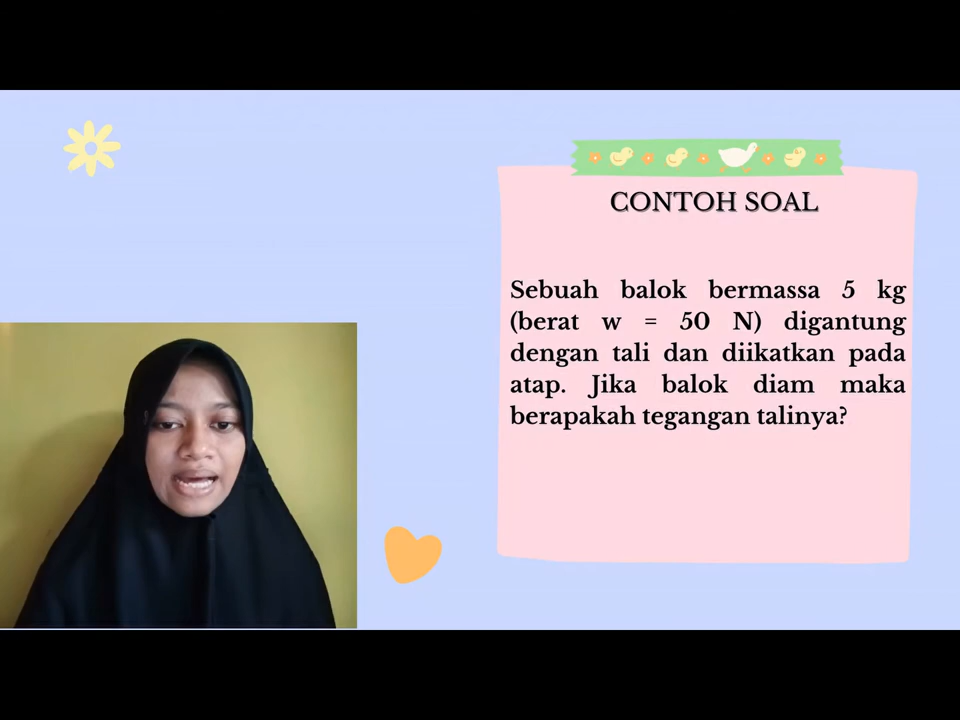 CONTOH SOAL
Sebuah balok bermassa 5 kg
(berat w = 50 N) digantung
dengan tali dan diikatkan pada
atap. Jika balok diam maka
berapakah tegangan talinya?